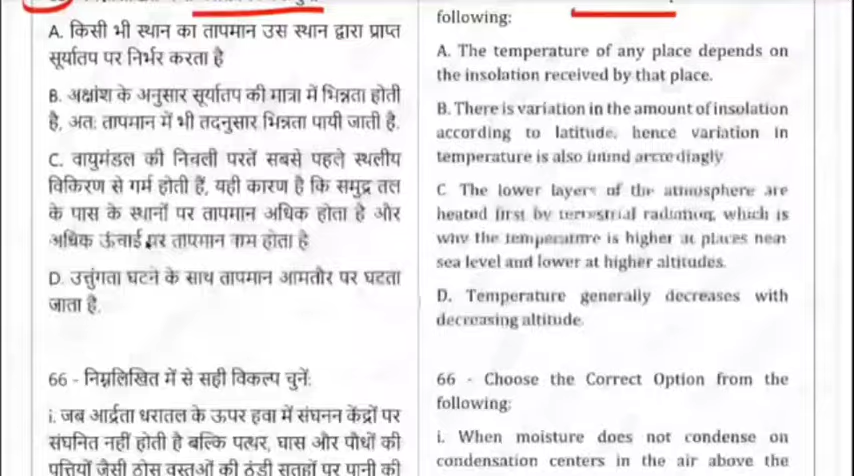 A. किसी भी स्थान का तापमान उस स्थान द्वारा प्राप्त
सूर्यातप पर निर्भर करता है
B. अक्षांश के अनुसार सूर्यातप की मात्रा में भिन्नता होती
है, अतः तापमान में भी तदनुसार भिन्नता पायी जाती है.
C. वायुमंडल की निचली परतें सबसे पहले स्थलीय
विकिरण से गर्म होती हैं, यही कारण है कि समुद्र तल
के पास के स्थानों पर तापमान अधिक होता है और
अधिक ऊंचाई पर तापमान कम होता है
D. उत्तुंगता घटने के साथ तापमान आमतौर पर घटता
जाता है.
66 - निम्नलिखित में से सही विकल्प चुनें:
i. जब आर्द्रता धरातल के ऊपर हवा में संघनन केंद्रों पर
संघनित नहीं होती है बल्कि पत्थर, घास और पौधों की
पत्तियों जैसी ठोस वस्तुओं की ठंडी सतहों पर पानी की
following:
A. The temperature of any place depends on
the insolation received by that place.
B. There is variation in the amount of insolation
according to latitude, hence variation in
temperature is also found accordingly
C The lower layers of the atmosphere are
heated first by terrestrial radiation, which is
why the temperature is higher at places near
sea level and lower at higher altitudes.
D. Temperature generally decreases with
decreasing altitude.
66 - Choose the Correct Option from the
following:
i. When moisture does not condense on
condensation centers in the air above the